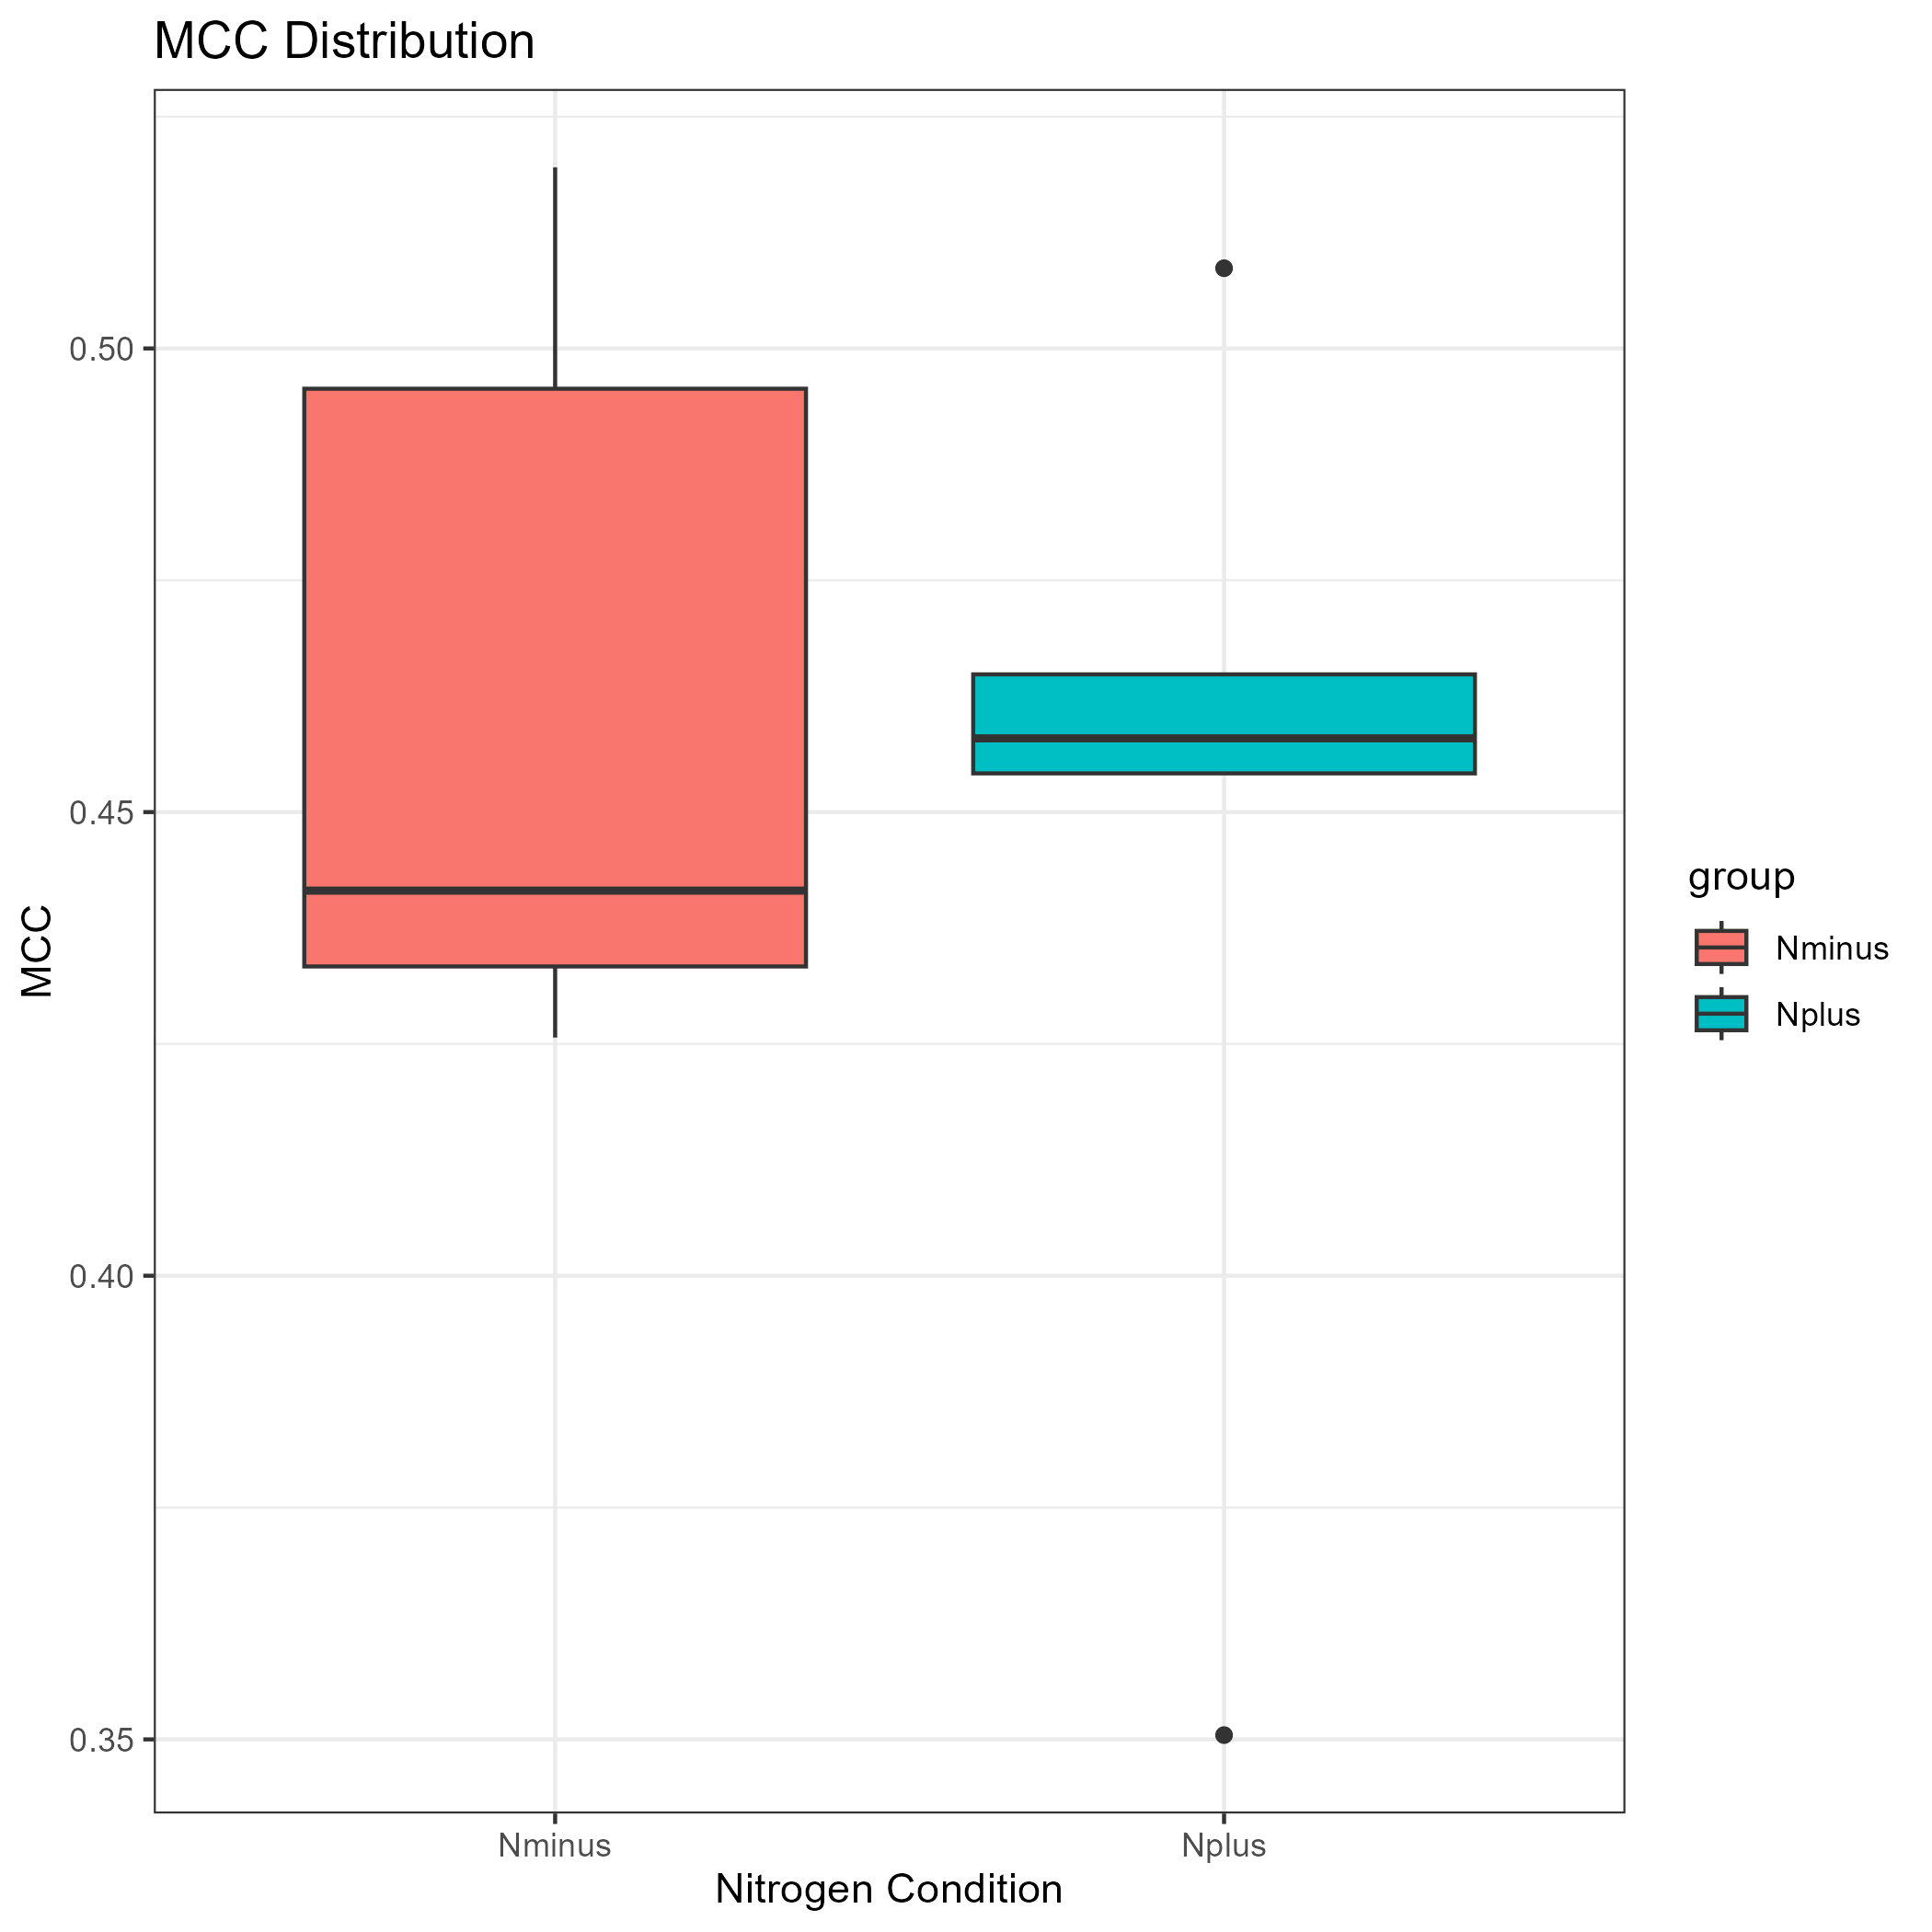 MCC Distribution
MCC
0.50
0.45
0.40
0.35
Nminus
Nplus
Nitrogen Condition
group
Nminus
Nplus